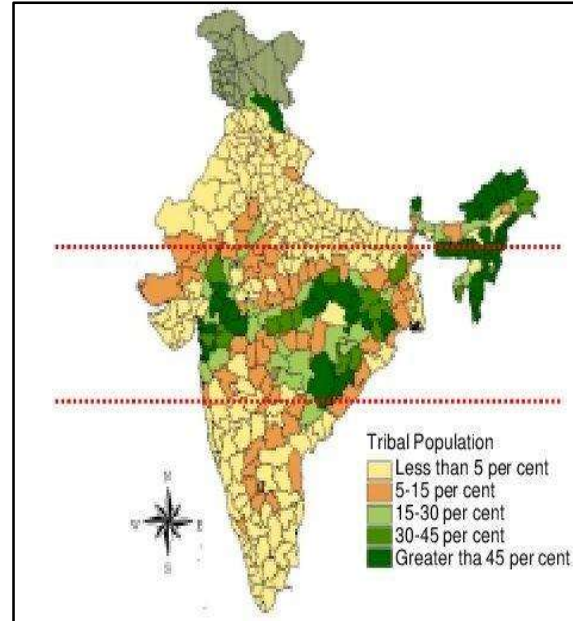 Tribal Population
Less than 5 per cent
5-15 per cent
15-30 per cent
30-45 per cent
Greater tha 45 per cent